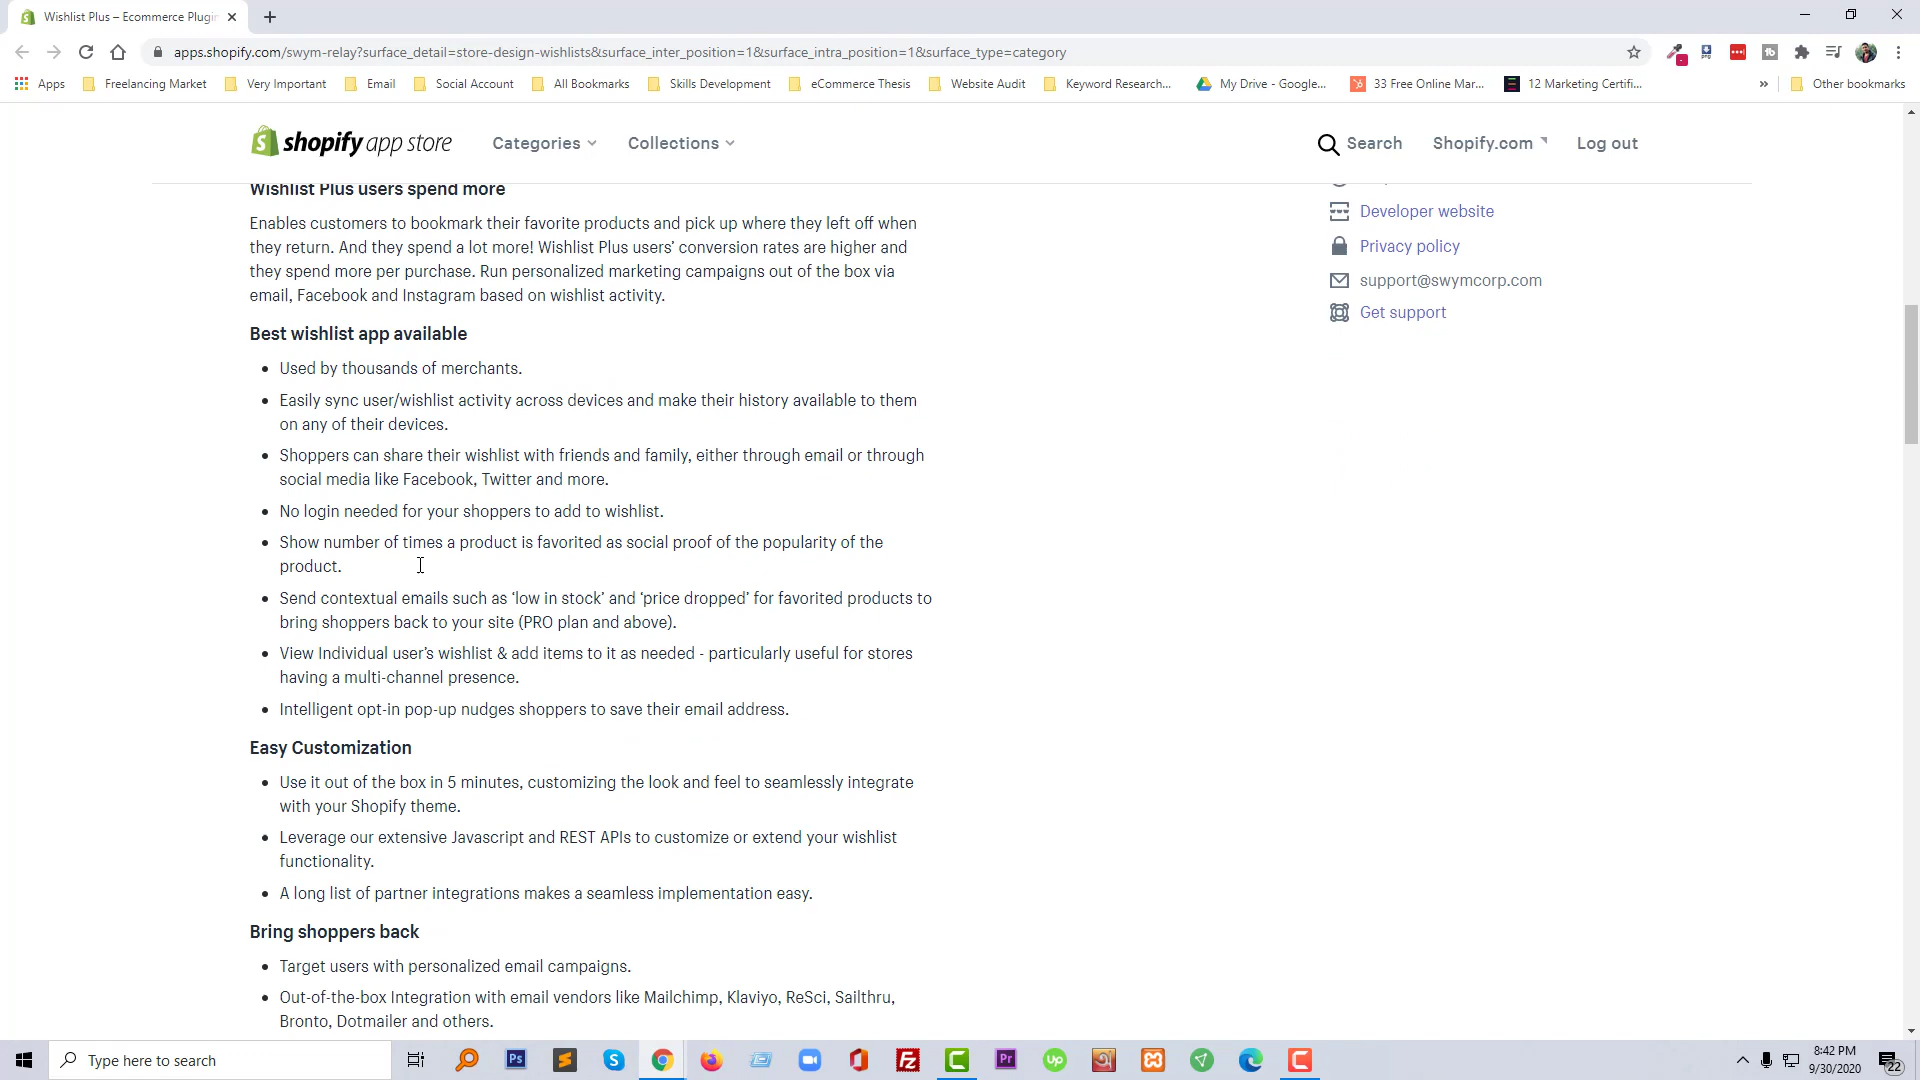 Wishlist Plus – Ecommerce Plugin
apps.shopify.com/swym-relay?surface_detail=store-design-wishlists&surface_inter_position=1&surface_intra_position=1&surface_type=category
Apps Freelancing Market Very Important Email Social Account All Bookmarks Skills Development eCommerce Thesis Website Audit Keyword Research... My Drive - Google... 33 Free Online Mar... 12 Marketing Certifi... » Other bookmarks
shopify app store Categories Collections Search Shopify.com Log out
Wishlist Plus users spend more
Enables customers to bookmark their favorite products and pick up where they left off when
they return. And they spend a lot more! Wishlist Plus users’ conversion rates are higher and
they spend more per purchase. Run personalized marketing campaigns out of the box via
email, Facebook and Instagram based on wishlist activity.
Developer website
Privacy policy
support@swymcorp.com
Get support
Best wishlist app available
• Used by thousands of merchants.
• Easily sync user/wishlist activity across devices and make their history available to them
on any of their devices.
• Shoppers can share their wishlist with friends and family, either through email or through
social media like Facebook, Twitter and more.
• No login needed for your shoppers to add to wishlist.
• Show number of times a product is favorited as social proof of the popularity of the
product.
• Send contextual emails such as ‘low in stock’ and ‘price dropped’ for favorited products to
bring shoppers back to your site (PRO plan and above).
• View Individual user’s wishlist & add items to it as needed - particularly useful for stores
having a multi-channel presence.
• Intelligent opt-in pop-up nudges shoppers to save their email address.
Easy Customization
• Use it out of the box in 5 minutes, customizing the look and feel to seamlessly integrate
with your Shopify theme.
• Leverage our extensive Javascript and REST APIs to customize or extend your wishlist
functionality.
• A long list of partner integrations makes a seamless implementation easy.
Bring shoppers back
• Target users with personalized email campaigns.
• Out-of-the-box Integration with email vendors like Mailchimp, Klaviyo, ReSci, Sailthru,
Bronto, Dotmailer and others.
Type here to search
Ps
Pr
Up
8:42 PM
9/30/2020
22